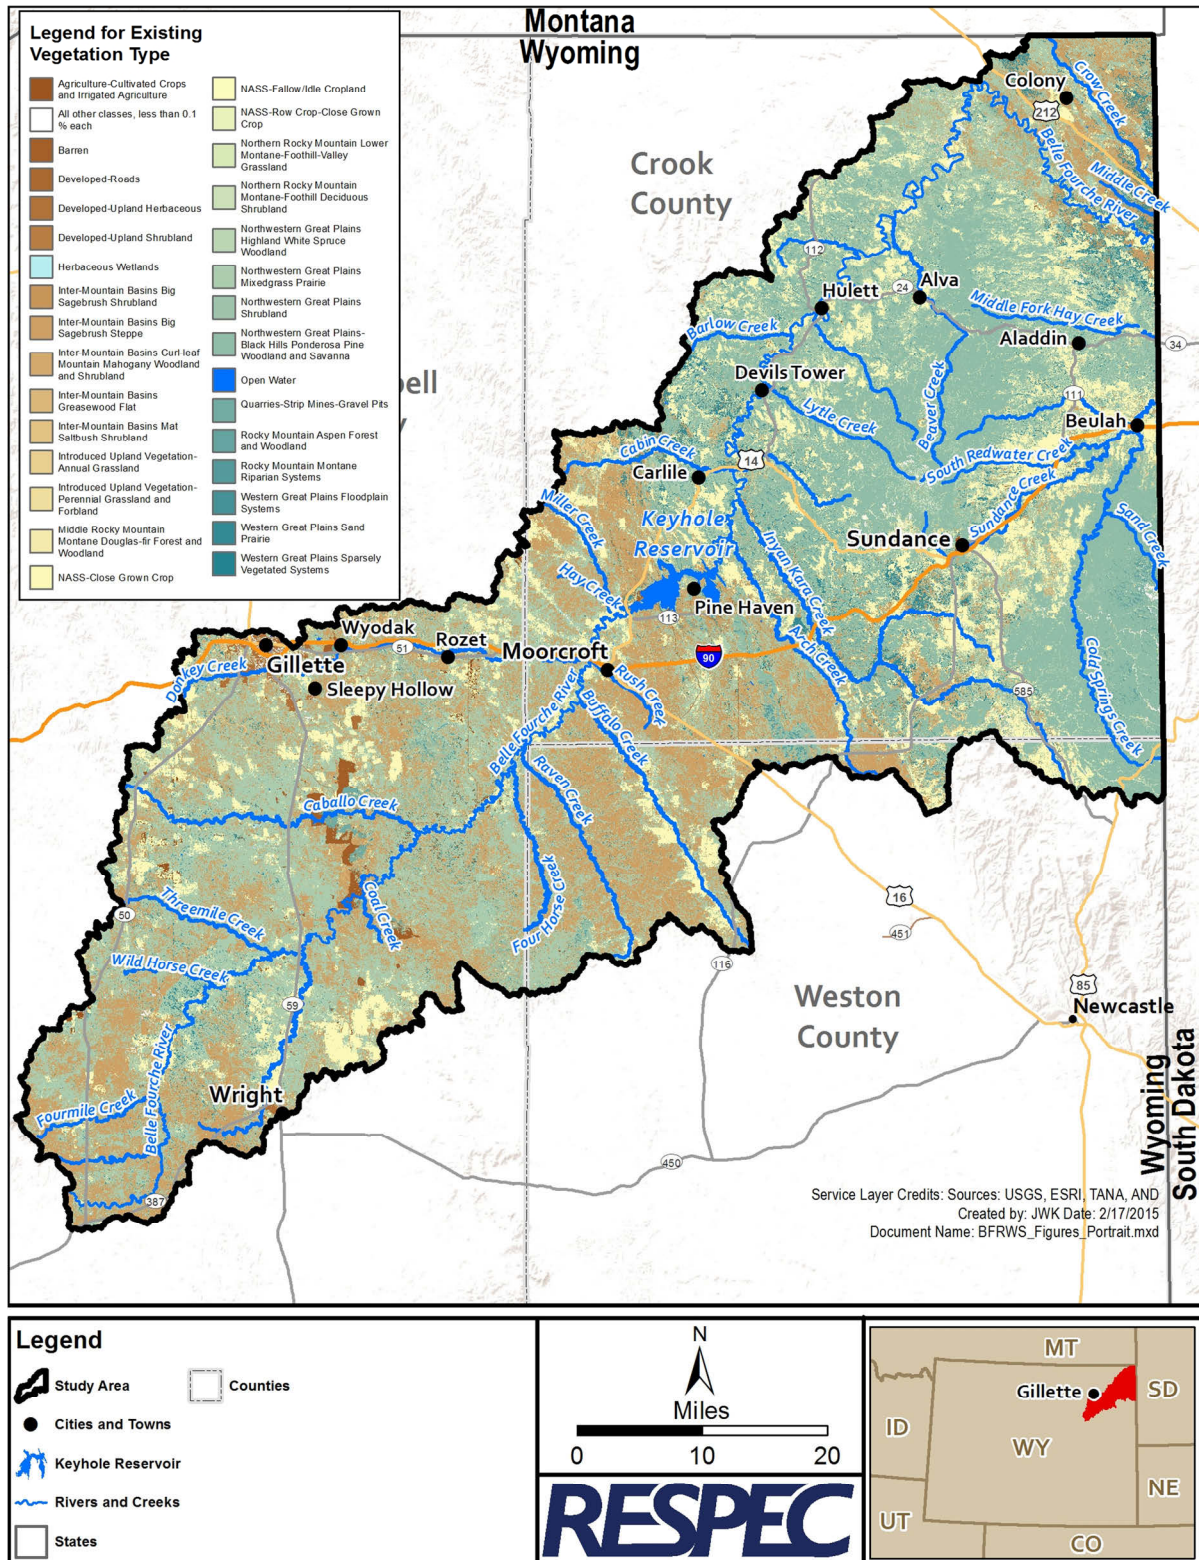 Legend for Existing
Vegetation Type
Agriculture-Cultivated Crops
and Irrigated Agriculture
All other classes, less than 0.1
% each
Barren
Developed-Roads
Developed-Upland Herbaceous
Developed-Upland Shrubland
Herbaceous Wetlands
Inter-Mountain Basins Big
Sagebrush Shrubland
Inter-Mountain Basins Big
Sagebrush Steppe
Inter-Mountain Basins Curl-leaf
Mountain Mahogany Woodland
and Shrubland
Inter-Mountain Basins
Greasewood Flat
Inter-Mountain Basins Mat
Saltbush Shrubland
Introduced Upland Vegetation-
Annual Grassland
Introduced Upland Vegetation-
Perennial Grassland and
Forbland
Middle Rocky Mountain
Montane Douglas-fir Forest and
Woodland
NASS-Close Grown Crop
NASS-Fallow/Idle Cropland
NASS-Row Crop-Close Grown
Crop
Northern Rocky Mountain Lower
Montane-Foothill-Valley
Grassland
Northern Rocky Mountain
Montane-Foothill Deciduous
Shrubland
Northwestern Great Plains
Highland White Spruce
Woodland
Northwestern Great Plains
Mixedgrass Prairie
Northwestern Great Plains
Shrubland
Northwestern Great Plains-
Black Hills Ponderosa Pine
Woodland and Savanna
Open Water
Quarries-Strip Mines-Gravel Pits
Rocky Mountain Aspen Forest
and Woodland
Rocky Mountain Montane
Riparian Systems
Western Great Plains Floodplain
Systems
Western Great Plains Sand
Prairie
Western Great Plains Sparsely
Vegetated Systems
Montana
Wyoming
Colony
212
Crow Creek
Belle Fourche River
Middle Creek
Crook
County
112
Hulett
24
Alva
Middle Fork Hay Creek
Aladdin
34
Barlow Creek
Devils Tower
Lytle Creek
Beaver Creek
111
Beulah
pell
y
Cabin Creek
Carlile
14
South Redwater Creek
Miller Creek
Keyhole
Reservoir
Inyan Kara Creek
Sundance
Sundance Creek
Sand Creek
Hay Creek
113
Pine Haven
Arch Creek
Cold Springs Creek
Wyodak
51
Rozet
Moorcroft
90
Donkey Creek
Gillette
Sleepy Hollow
Rush Creek
585
Belle Fourche River
Buffalo Creek
Raven Creek
Caballo Creek
Four Horse Creek
Coal Creek
50
Threemile Creek
Wild Horse Creek
16
451
116
59
Weston
County
85
Newcastle
Belle Fourche River
Wright
Fourmile Creek
450
387
Wyoming
South Dakota
Service Layer Credits: Sources: USGS, ESRI, TANA, AND
Created by: JWK Date: 2/17/2015
Document Name: BFRWS_Figures_Portrait.mxd
Legend
Study Area
Counties
Cities and Towns
Keyhole Reservoir
Rivers and Creeks
States
N
Miles
0 10 20
RESPEC
MT
Gillette
SD
ID
WY
NE
UT
CO